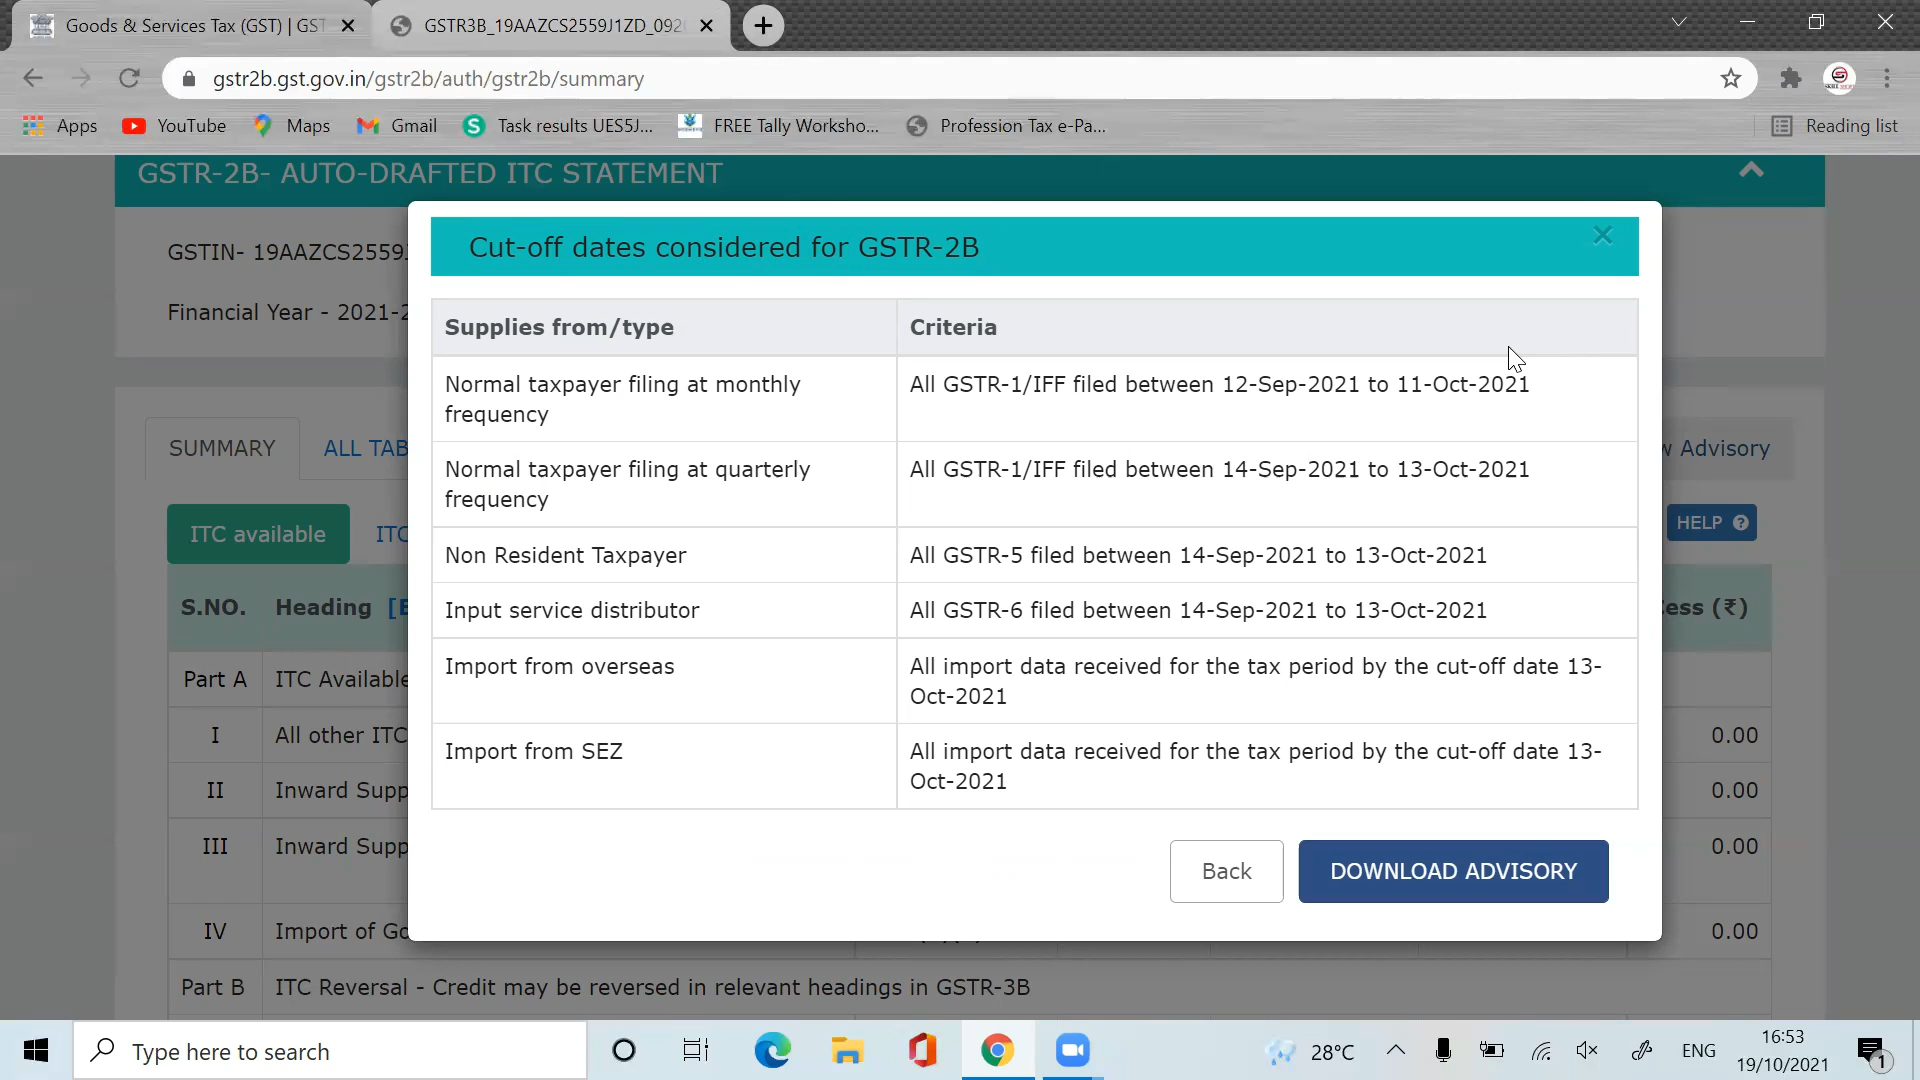 Goods & Services Tax (GST) | GST
GSTR3B_19AAZCS2559J1ZD_092
gstr2b.gst.gov.in/gstr2b/auth/gstr2b/summary
Apps YouTube Maps Gmail Task results UES5J... FREE Tally Worksho... Profession Tax e-Pa... Reading list
GSTR-2B- AUTO-DRAFTED ITC STATEMENT
GSTIN- 19AAZCS2559J
Financial Year - 2021-2
SUMMARY ALL TAB
w Advisory
ITC available ITC
HELP ?
S.NO. Heading [E
Cess (₹)
Part A ITC Available
I All other ITC 0.00
II Inward Supp 0.00
III Inward Supp 0.00
IV Import of Go 0.00
Part B ITC Reversal - Credit may be reversed in relevant headings in GSTR-3B
Cut-off dates considered for GSTR-2B
Supplies from/type Criteria
Normal taxpayer filing at monthly
frequency
All GSTR-1/IFF filed between 12-Sep-2021 to 11-Oct-2021
Normal taxpayer filing at quarterly
frequency
All GSTR-1/IFF filed between 14-Sep-2021 to 13-Oct-2021
Non Resident Taxpayer All GSTR-5 filed between 14-Sep-2021 to 13-Oct-2021
Input service distributor All GSTR-6 filed between 14-Sep-2021 to 13-Oct-2021
Import from overseas
All import data received for the tax period by the cut-off date 13-
Oct-2021
Import from SEZ
All import data received for the tax period by the cut-off date 13-
Oct-2021
Back DOWNLOAD ADVISORY
Type here to search
28°C
ENG
16:53
19/10/2021
1